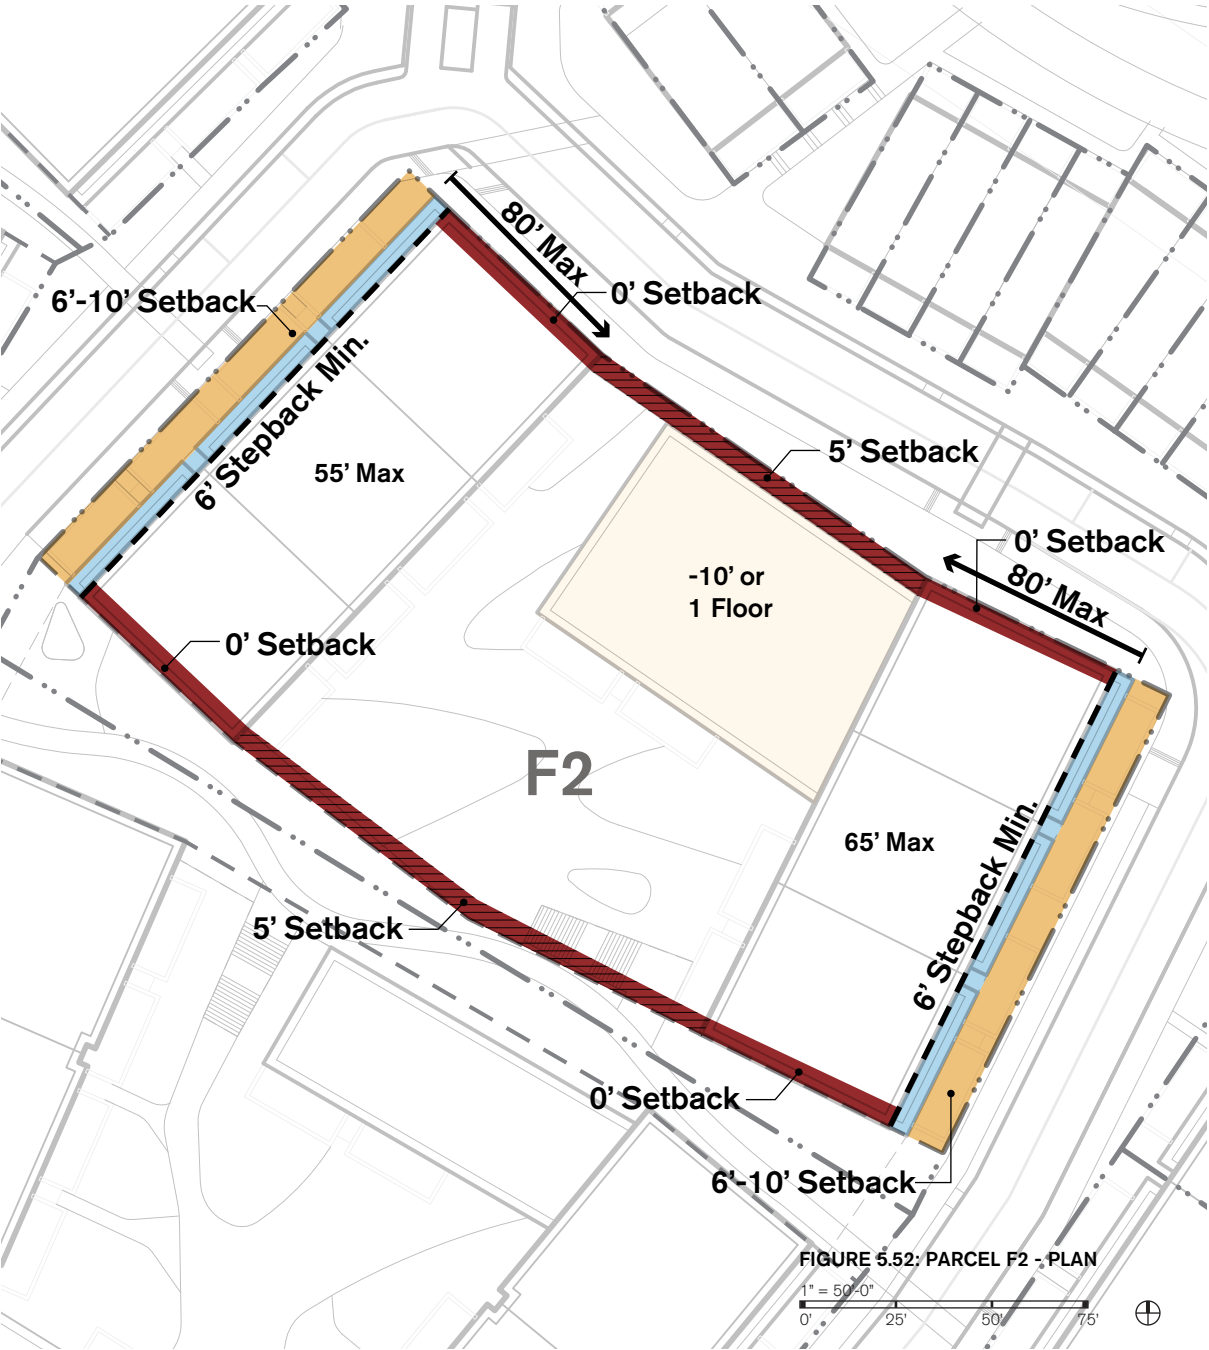 80’ Max
0’ Setback
6’-10’ Setback
6’ Stepback Min.
5’ Setback
55’ Max
0’ Setback
80’ Max
-10’ or
1 Floor
0’ Setback
F2
65’ Max
6’ Stepback Min.
5’ Setback
0’ Setback
6’-10’ Setback
FIGURE 5.52: PARCEL F2 - PLAN
1" = 50'-0"
0' 25' 50' 75'